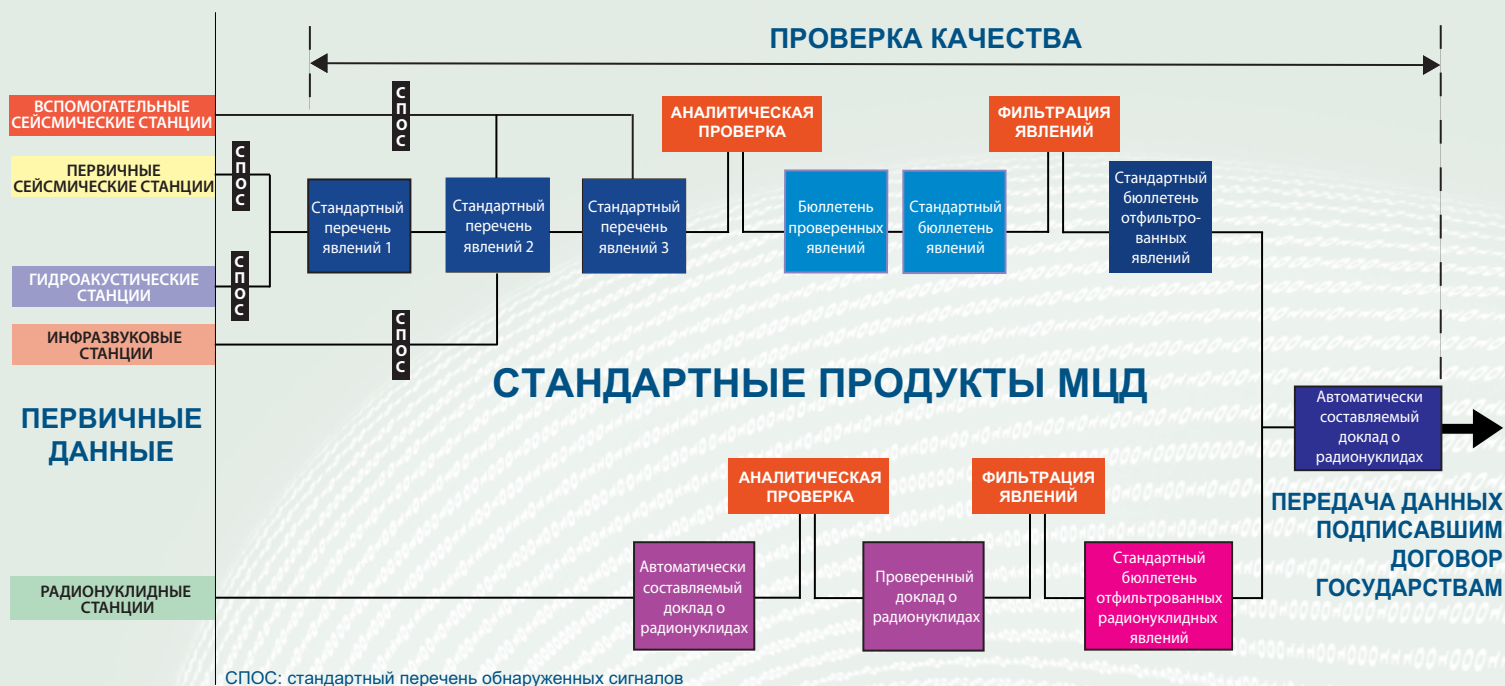 ПРОВЕРКА КАЧЕСТВА
ВСПОМОГАТЕЛЬНЫЕ
СЕЙСМИЧЕСКИЕ СТАНЦИИ
ПЕРВИЧНЫЕ
СЕЙСМИЧЕСКИЕ СТАНЦИИ
ГИДРОАКУСТИЧЕСКИЕ
СТАНЦИИ
ИНФРАЗВУКОВЫЕ
СТАНЦИИ
ПЕРВИЧНЫЕ
ДАННЫЕ
РАДИОНУКЛИДНЫЕ
СТАНЦИИ
СПОС
СПОС
СПОС
СПОС
Стандартный
перечень
явлений 1
Стандартный
перечень
явлений 2
Стандартный
перечень
явлений 3
АНАЛИТИЧЕСКАЯ
ПРОВЕРКА
Бюллетень
проверенных
явлений
Стандартный
бюллетень
явлений
ФИЛЬТРАЦИЯ
ЯВЛЕНИЙ
Стандартный
бюллетень
отфильтро-
ванных
явлений
СТАНДАРТНЫЕ ПРОДУКТЫ МЦД
Автоматически
составляемый
доклад о
радионуклидах
АНАЛИТИЧЕСКАЯ
ПРОВЕРКА
Проверенный
доклад о
радионуклидах
ФИЛЬТРАЦИЯ
ЯВЛЕНИЙ
Стандартный
бюллетень
отфильтрованных
радионуклидных
явлений
Автоматически
составляемый
доклад о
радионуклидах
ПЕРЕДАЧА ДАННЫХ
ПОДПИСАВШИМ
ДОГОВОР
ГОСУДАРСТВАМ
СПОС: стандартный перечень обнаруженных сигналов